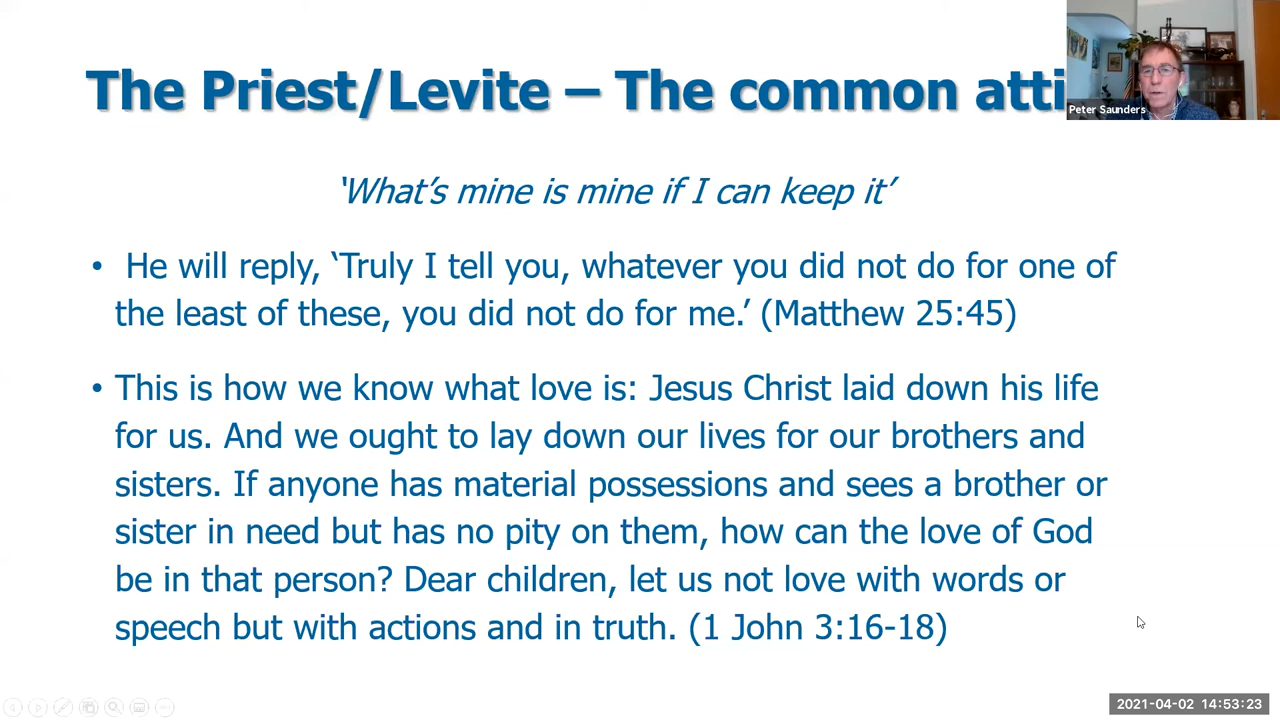 The Priest/Levite – The common atti
Peter Saunders
‘What’s mine is mine if I can keep it’
• He will reply, ‘Truly I tell you, whatever you did not do for one of
the least of these, you did not do for me.’ (Matthew 25:45)
• This is how we know what love is: Jesus Christ laid down his life
for us. And we ought to lay down our lives for our brothers and
sisters. If anyone has material possessions and sees a brother or
sister in need but has no pity on them, how can the love of God
be in that person? Dear children, let us not love with words or
speech but with actions and in truth. (1 John 3:16-18)
2021-04-02 14:53:23